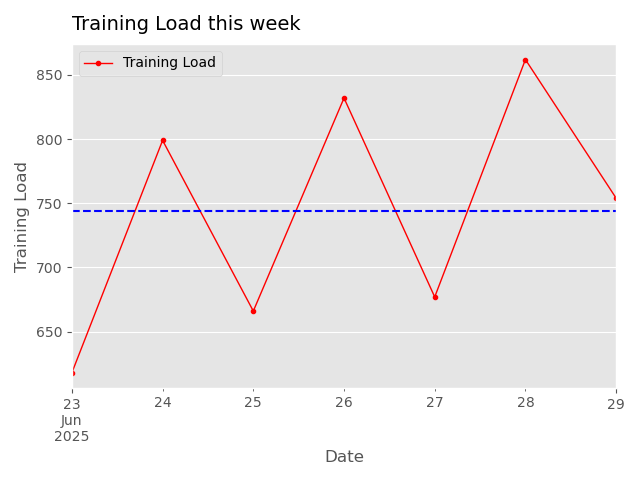 Training Load this week
Training Load
850
800
750
700
650
Training Load
23 24 25 26 27 28 29
Jun
2025
Date